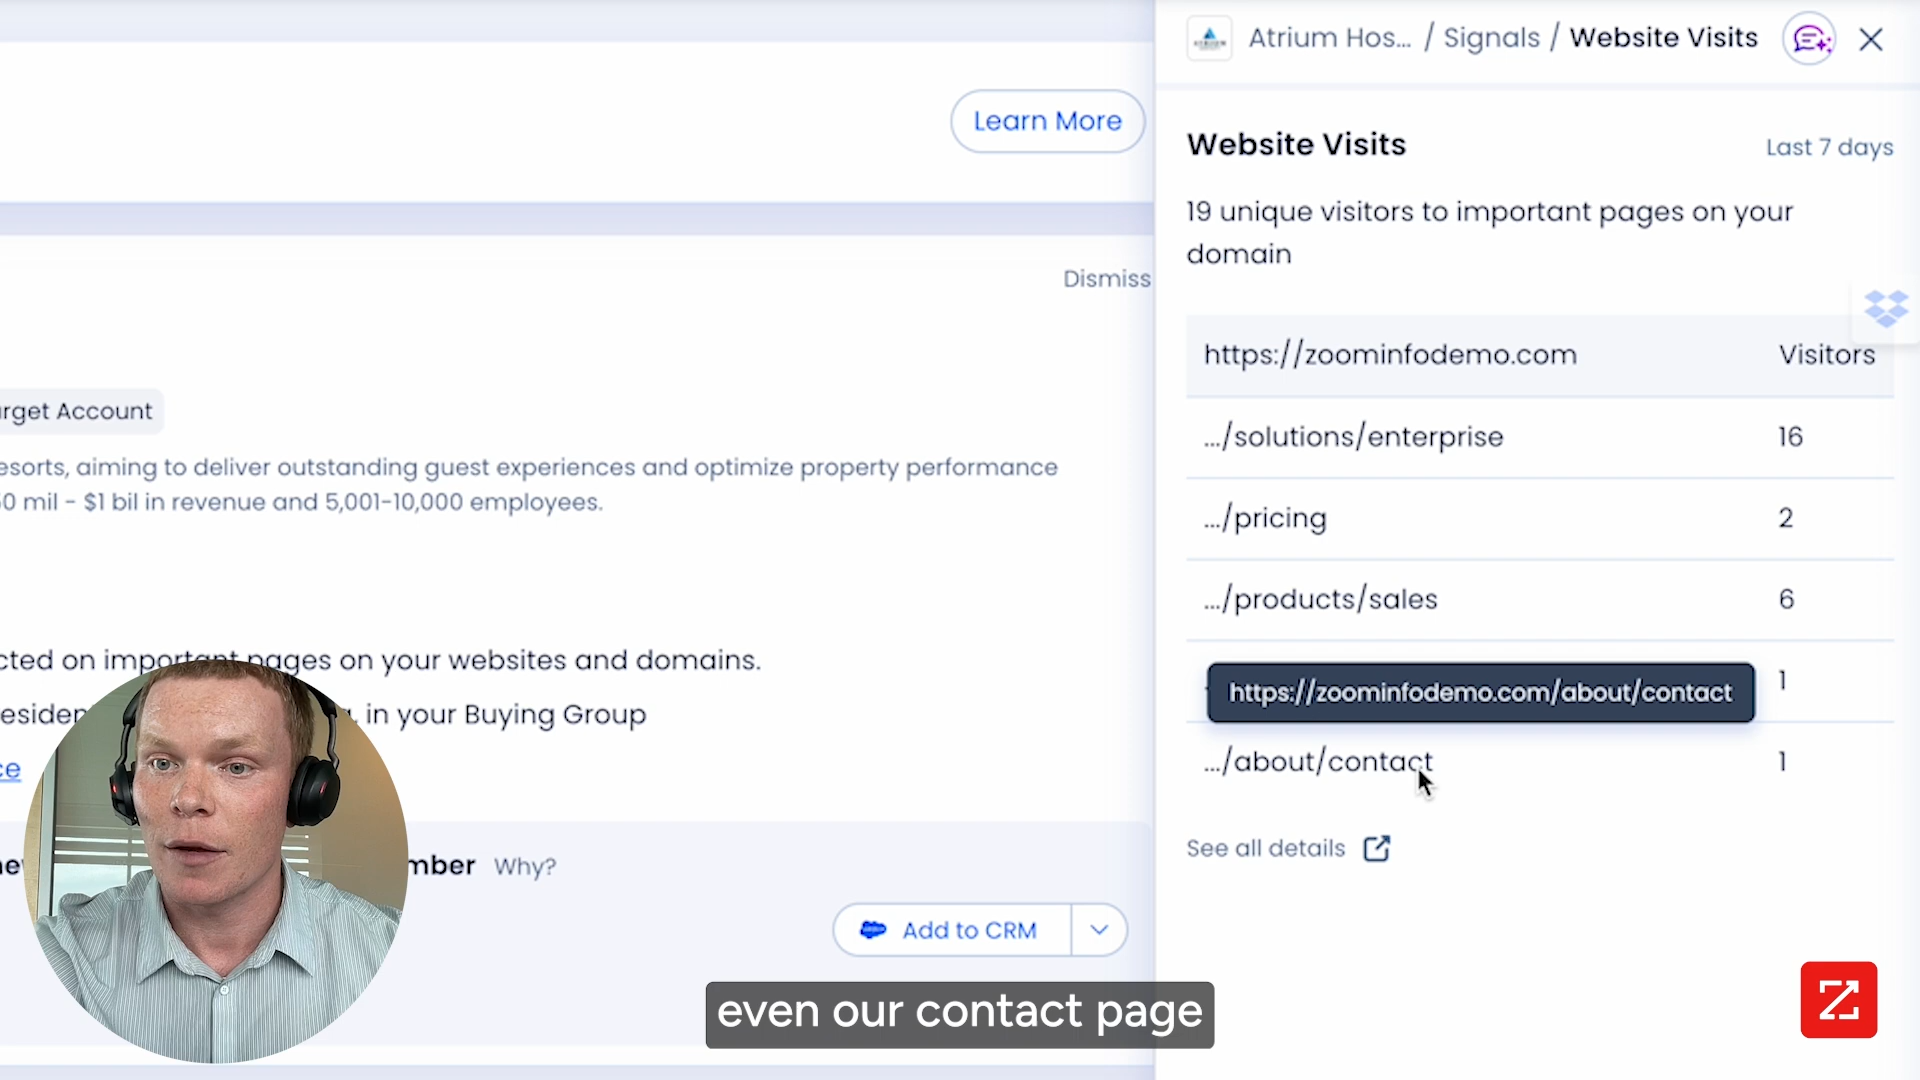 Atrium Hos... / Signals / Website Visits
Learn More
Website Visits
Last 7 days
19 unique visitors to important pages on your
domain
Dismiss
https://zoominfodemo.com Visitors
.../solutions/enterprise 16
.../pricing 2
.../products/sales 6
https://zoominfodemo.com/about/contact 1
.../about/contact 1
See all details
rget Account
esorts, aiming to deliver outstanding guest experiences and optimize property performance
0 mil - $1 bil in revenue and 5,001-10,000 employees.
cted on important pages on your websites and domains.
esiden
, in your Buying Group
ce
mber Why?
Add to CRM
even our contact page